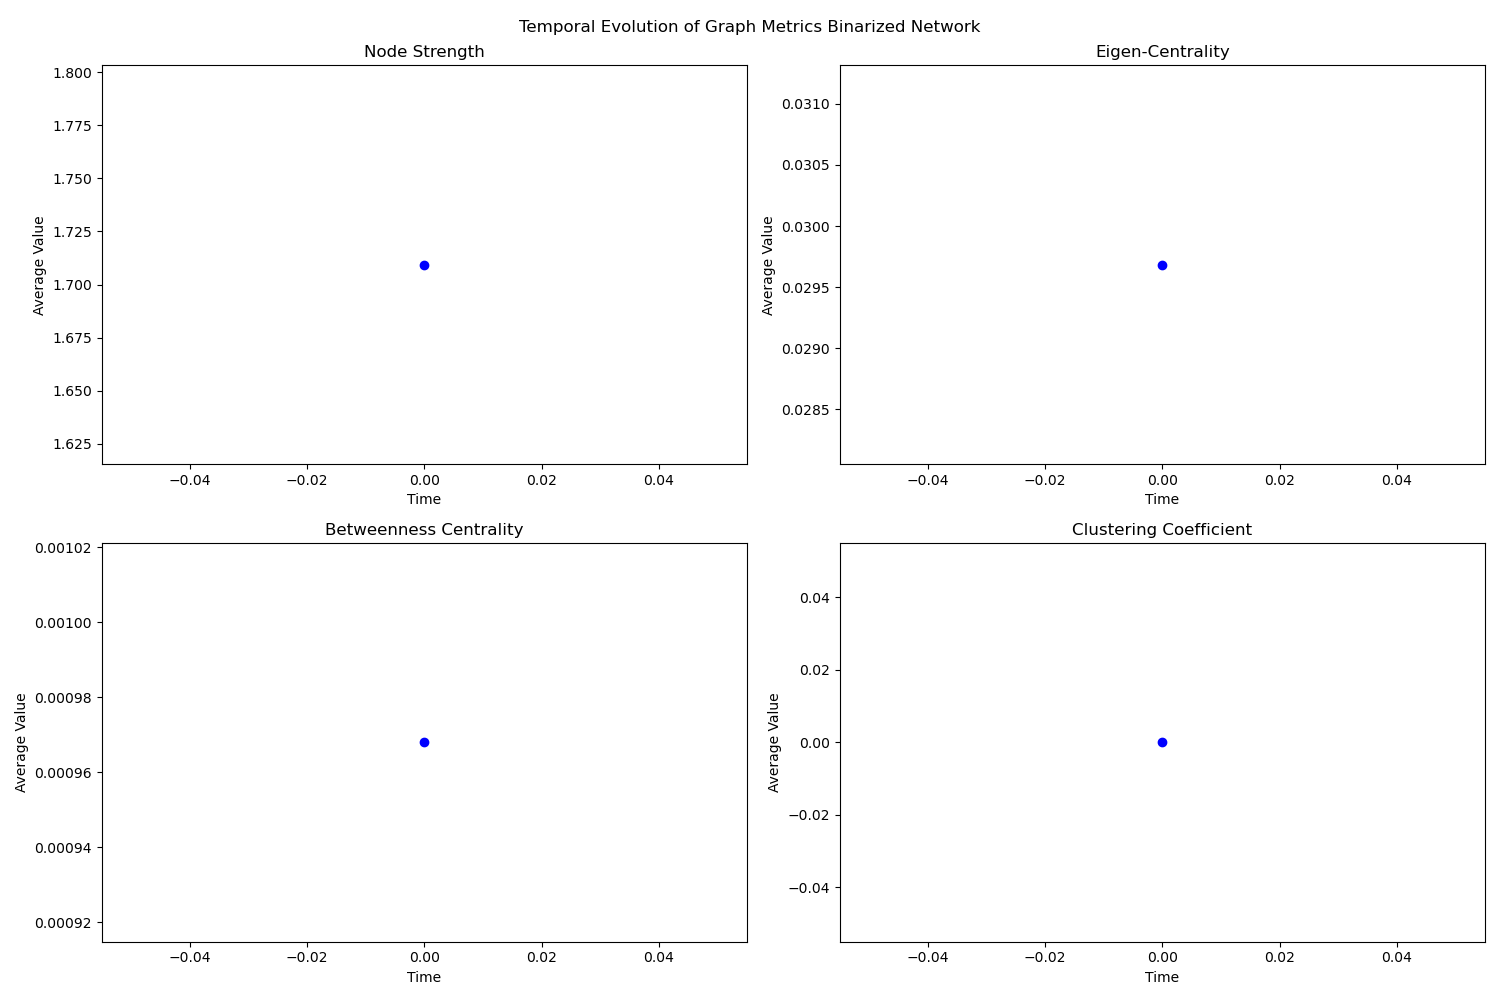 Temporal Evolution of Graph Metrics Binarized Network
Node Strength
1.800
1.775
1.750
1.725
1.700
1.675
1.650
1.625
Average Value
−0.04 −0.02 0.00 0.02 0.04
Time
Eigen-Centrality
0.0310
0.0305
0.0300
0.0295
0.0290
0.0285
Average Value
−0.04 −0.02 0.00 0.02 0.04
Time
Betweenness Centrality
0.00102
0.00100
0.00098
0.00096
0.00094
0.00092
Average Value
−0.04 −0.02 0.00 0.02 0.04
Time
Clustering Coefficient
0.04
0.02
0.00
−0.02
−0.04
Average Value
−0.04 −0.02 0.00 0.02 0.04
Time